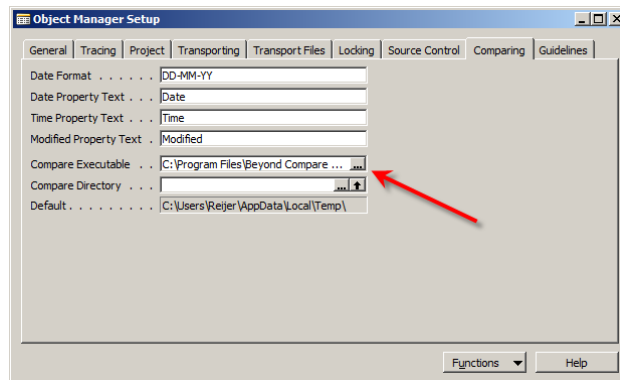 Object Manager Setup
General Tracing Project Transporting Transport Files Locking Source Control Comparing Guidelines
Date Format . . . . . . DD-MM-YY
Date Property Text . . . Date
Time Property Text . . . Time
Modified Property Text . Modified
Compare Executable . . C:\Program Files\Beyond Compare ... ...
Compare Directory . . . ...
Default . . . . . . . . . C:\Users\Reijer\AppData\Local\Temp\
Functions Help